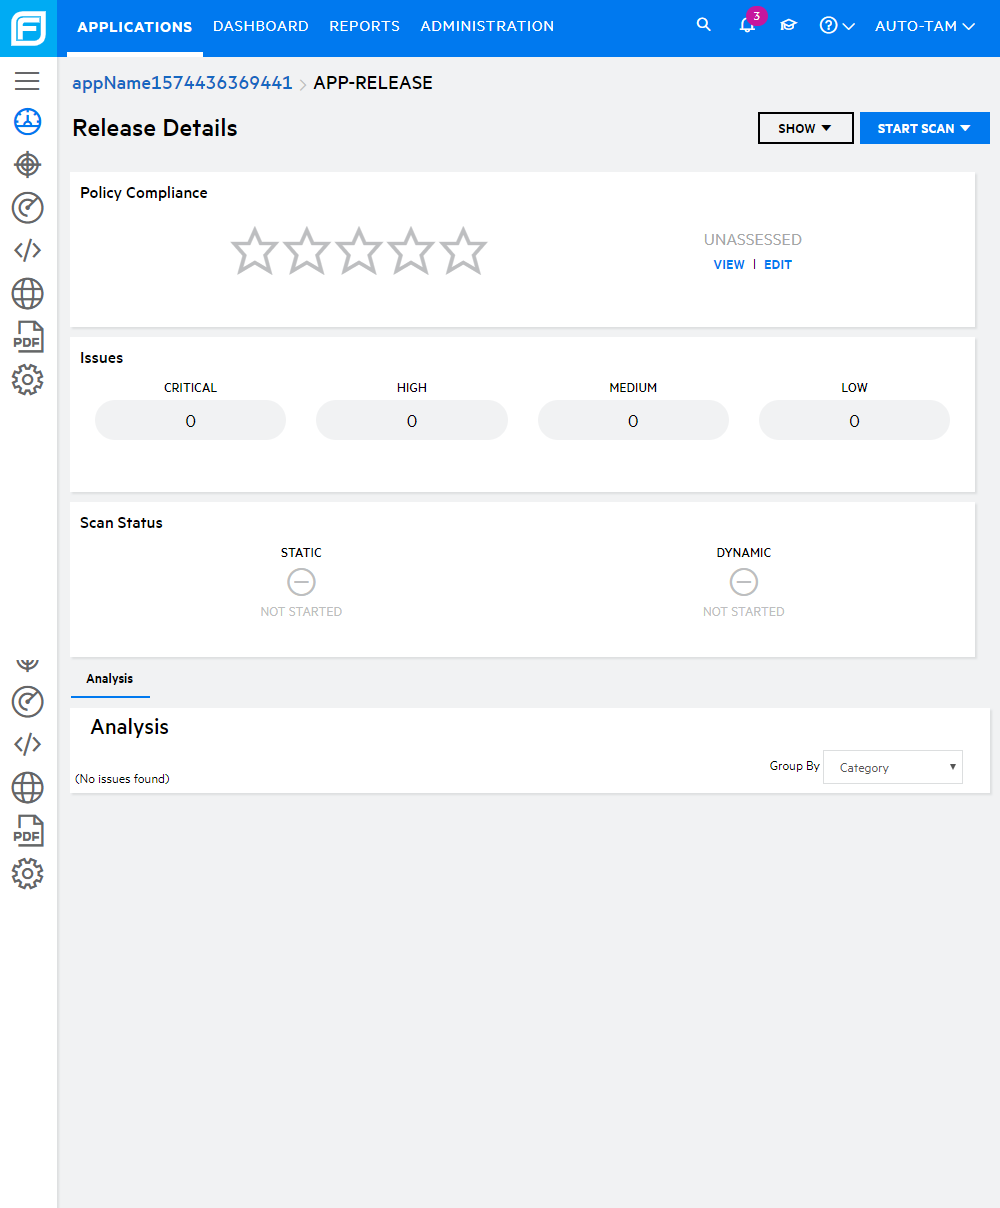 APPLICATIONS DASHBOARD REPORTS ADMINISTRATION 3 AUTO-TAM
appName1574436369441 APP-RELEASE
Release Details SHOW START SCAN
Policy Compliance
UNASSESSED
VIEW | EDIT
Issues
CRITICAL HIGH MEDIUM LOW
0 0 0 0
Scan Status
STATIC DYNAMIC
NOT STARTED NOT STARTED
Analysis
Analysis
Group By Category
(No issues found)
PDF
PDF